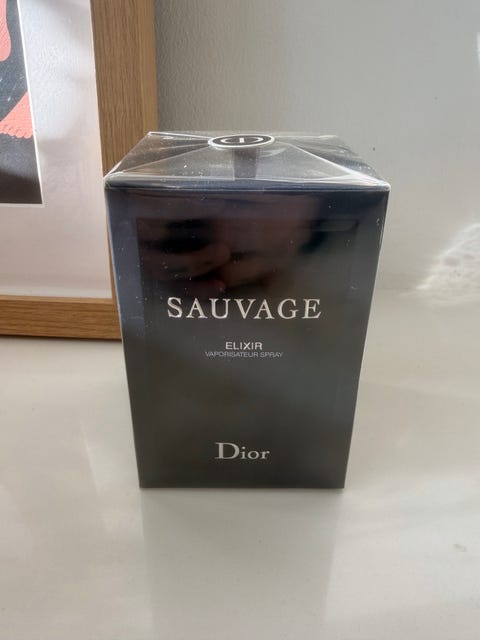 SAUVAGE
ELIXIR
VAPORISATEUR SPRAY
Dior